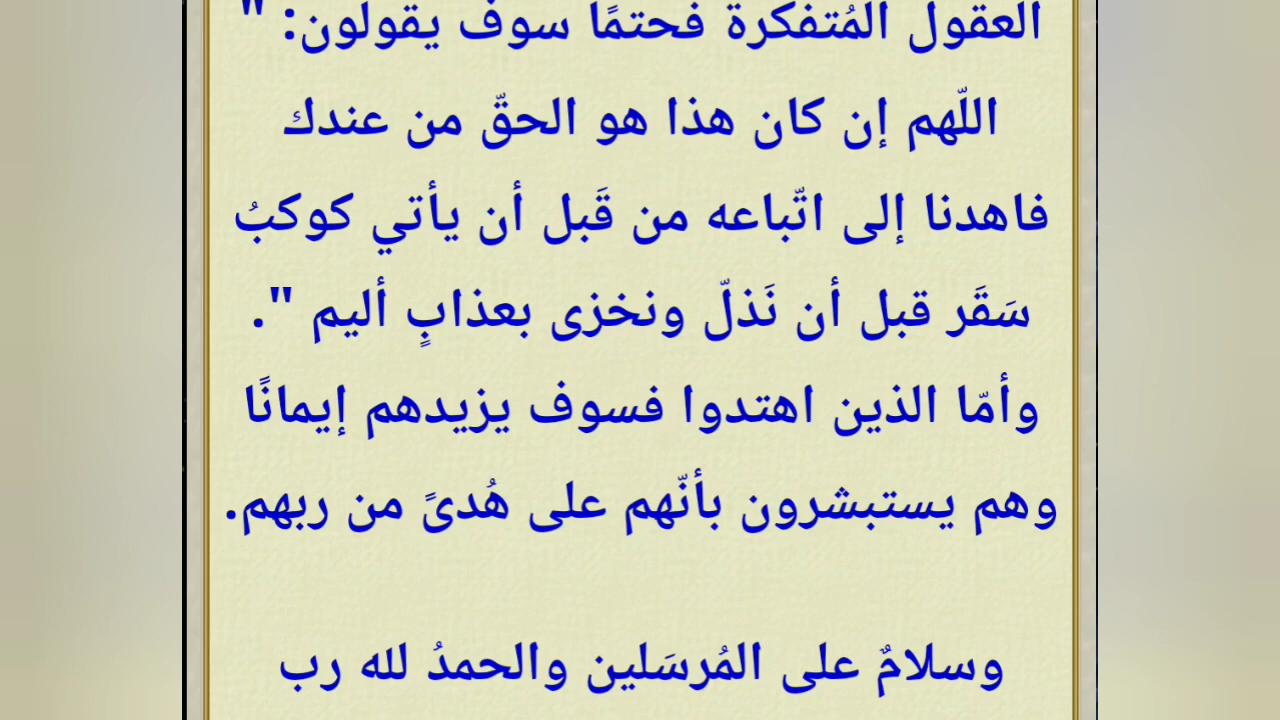 العقول المُتفكرة فحتمًا سوف يقولون: "
اللّهم إن كان هذا هو الحقّ من عندك
فاهدنا إلى اتّباعه من قَبل أن يأتي كوكبُ
سَقَر قبل أن نَذلّ ونخزى بعذابٍ أليم ".
وأمّا الذين اهتدوا فسوف يزيدهم إيمانًا
وهم يستبشرون بأنّهم على هُدىً من ربهم.
وسلامٌ على المُرسَلين والحمدُ لله رب